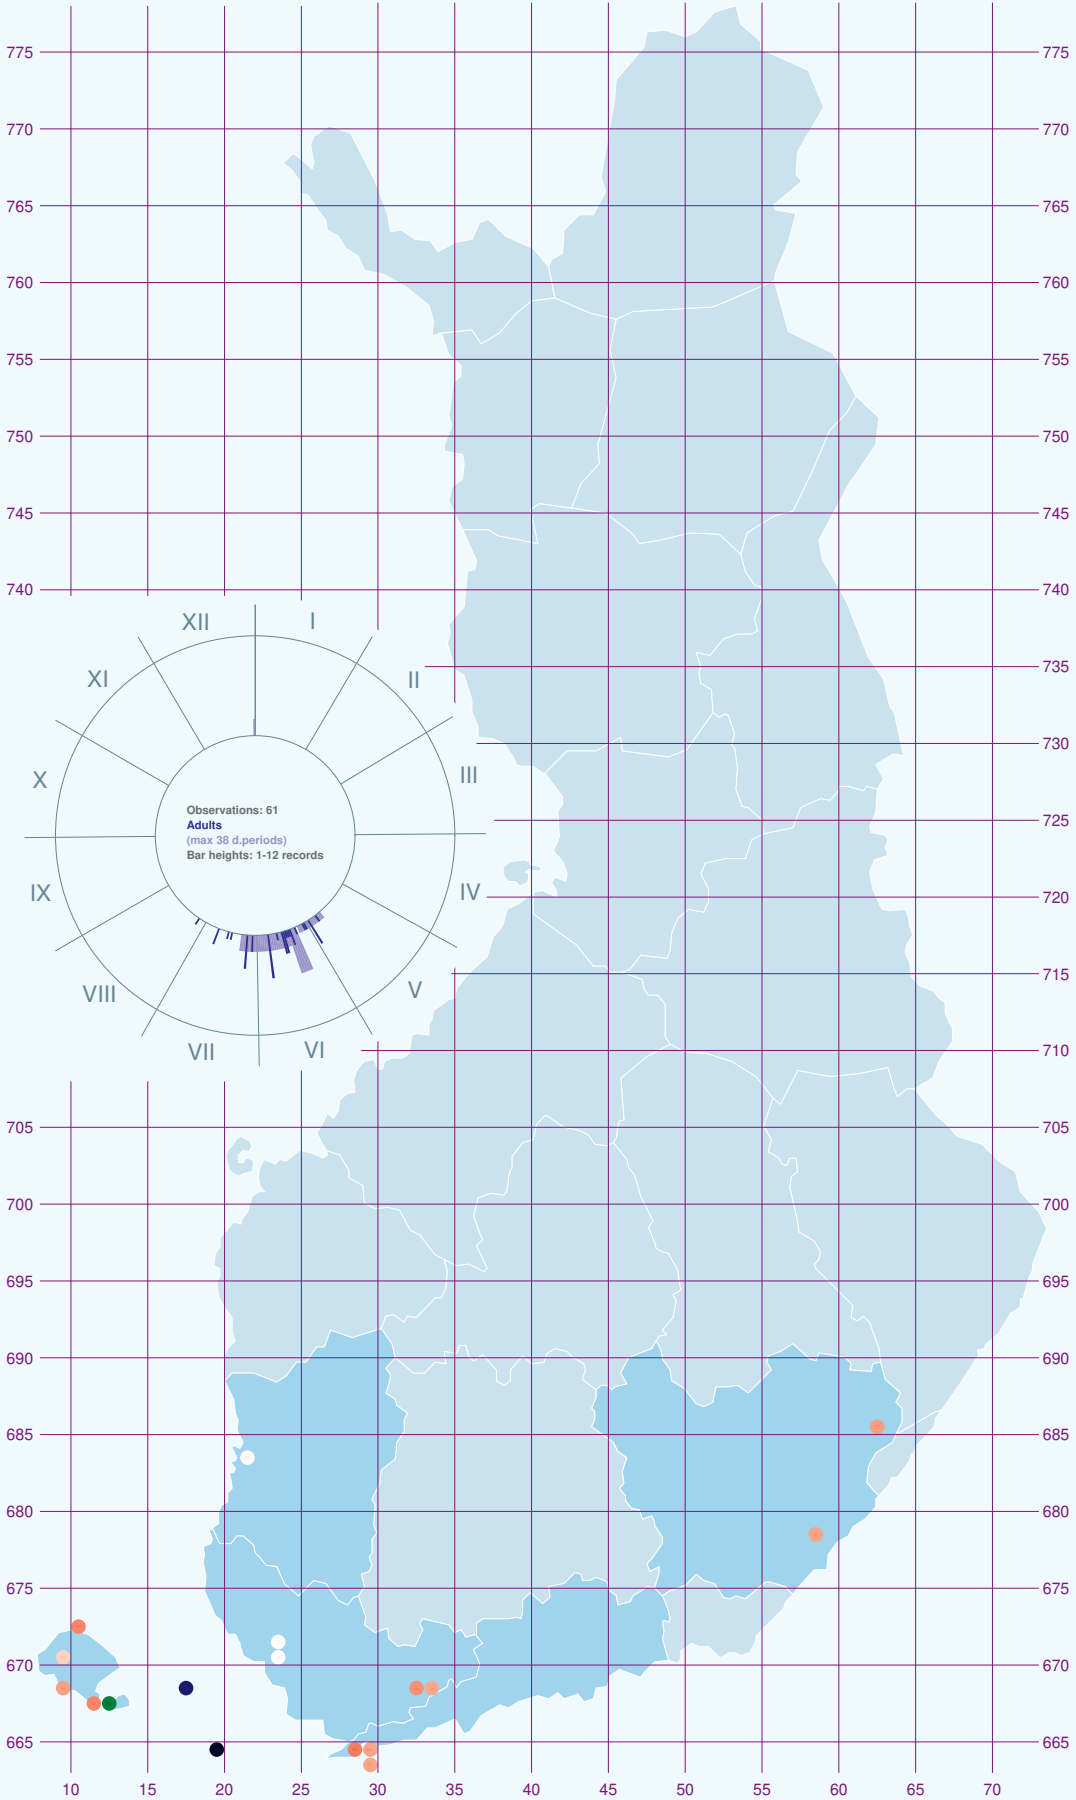 775 775
770 770
765 765
760 760
755 755
750 750
745 745
740 740
XII I
735
XI II
730
X III
Observations: 61
Adults
(max 38 d.periods)
Bar heights: 1-12 records
725
IX IV
720
715
VIII V
VII VI
710
705 705
700 700
695 695
690 690
685 685
680 680
675 675
670 670
665 665
10 15 20 25 30 35 40 45 50 55 60 65 70